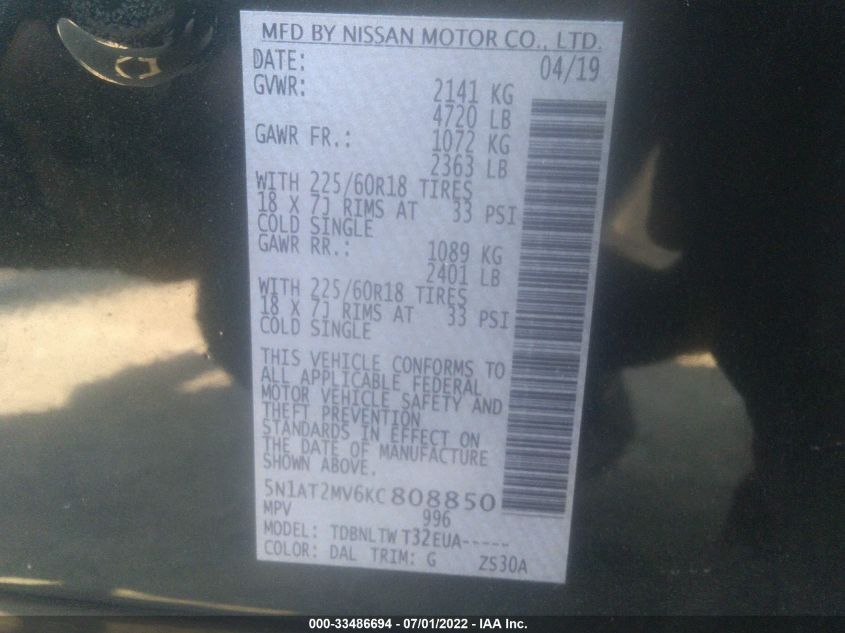 MFD BY NISSAN MOTOR CO., LTD.
DATE: 04/19
GVWR: 2141 KG
4720 LB
GAWR FR.: 1072 KG
2363 LB
WITH 225/60R18 TIRES
18 X 7J RIMS AT 33 PSI
COLD SINGLE
GAWR RR.: 1089 KG
2401 LB
WITH 225/60R18 TIRES
18 X 7J RIMS AT 33 PSI
COLD SINGLE
THIS VEHICLE CONFORMS TO
ALL APPLICABLE FEDERAL
MOTOR VEHICLE SAFETY AND
THEFT PREVENTION
STANDARDS IN EFFECT ON
THE DATE OF MANUFACTURE
SHOWN ABOVE.
5N1AT2MV6KC808850
MPV 996
MODEL: TDBNLTW T32EUA-----
COLOR: DAL TRIM: G ZS30A
000-33486694 - 07/01/2022 - IAA Inc.